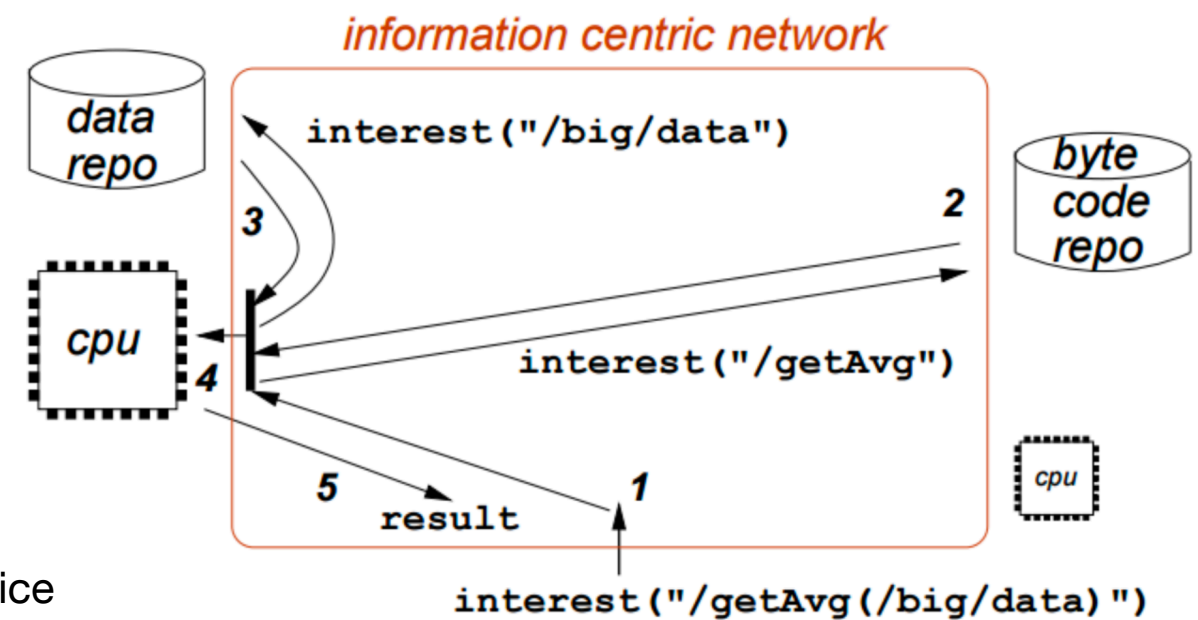 information centric network
data
repo
interest("/big/data")
byte
code
repo
2
3
cpu
interest("/getAvg")
4
5
1
cpu
result
ice
interest("/getAvg(/big/data)")